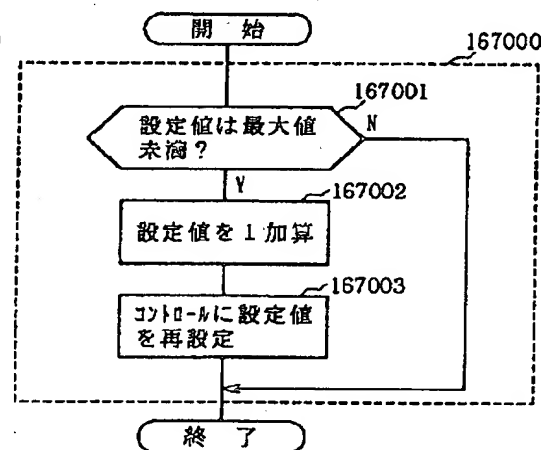 開 始
167000
167001
設定値は最大値
未満?
N
Y
167002
設定値を1加算
167003
コントロールに設定値
を再設定
終 了